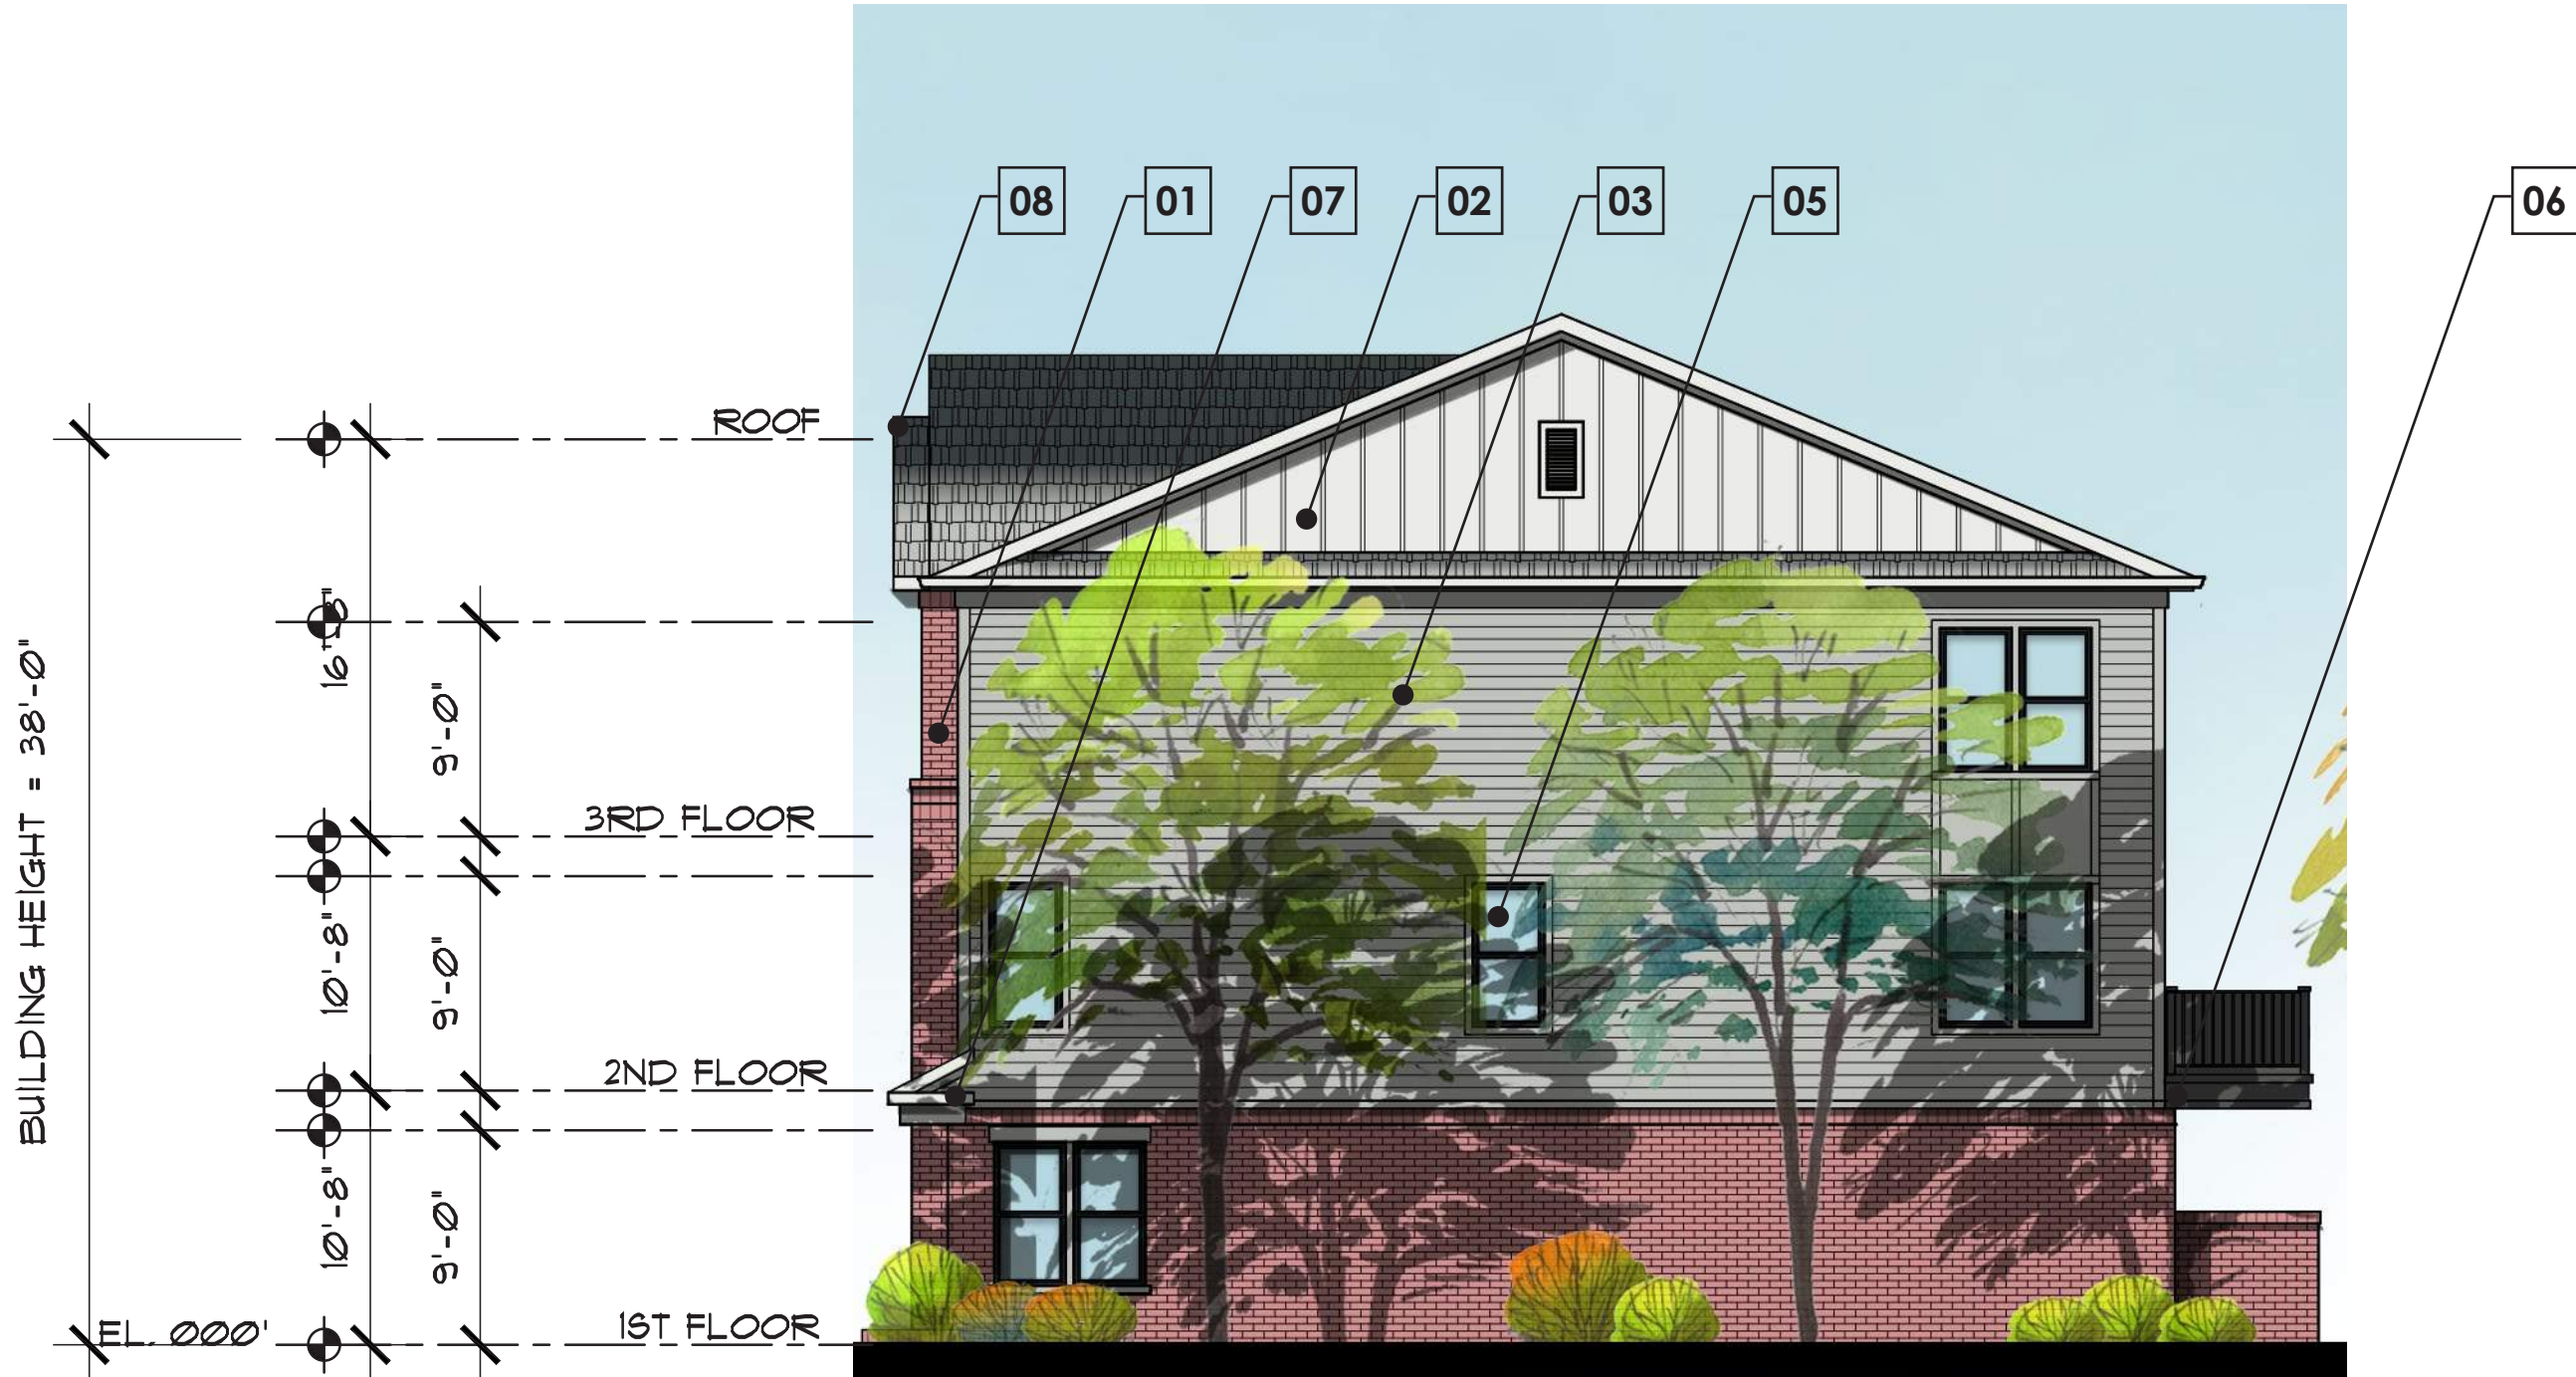 08 01 07 02 03 05 06
ROOF
3RD FLOOR
2ND FLOOR
1ST FLOOR
EL. 000'
BUILDING HEIGHT = 38'-0"
10'-8"
10'-8"
9'-0"
9'-0"
9'-0"